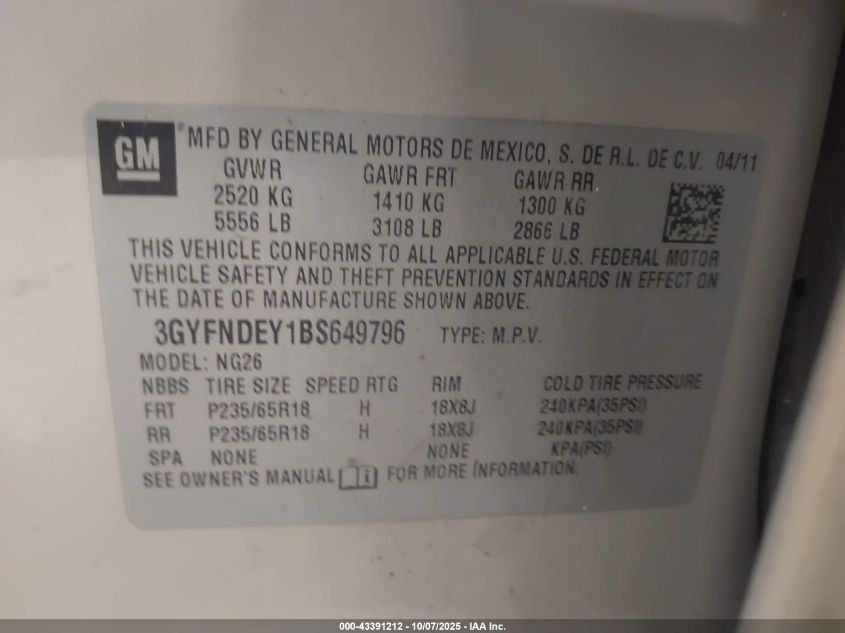 GM
MFD BY GENERAL MOTORS DE MEXICO, S. DE R.L. DE C.V. 04/11
GVWR GAWR FRT GAWR RR
2520 KG 1410 KG 1300 KG
5556 LB 3108 LB 2866 LB
THIS VEHICLE CONFORMS TO ALL APPLICABLE U.S. FEDERAL MOTOR
VEHICLE SAFETY AND THEFT PREVENTION STANDARDS IN EFFECT ON
THE DATE OF MANUFACTURE SHOWN ABOVE.
3GYFNDEY1BS649796 TYPE: M.P.V.
MODEL: NG26
NBBS TIRE SIZE SPEED RTG RIM COLD TIRE PRESSURE
FRT P235/65R18 H 18X8J 240KPA(35PSI)
RR P235/65R18 H 18X8J 240KPA(35PSI)
SPA NONE NONE KPA(PSI)
SEE OWNER'S MANUAL FOR MORE INFORMATION.
000-43391212 - 10/07/2025 - IAA Inc.